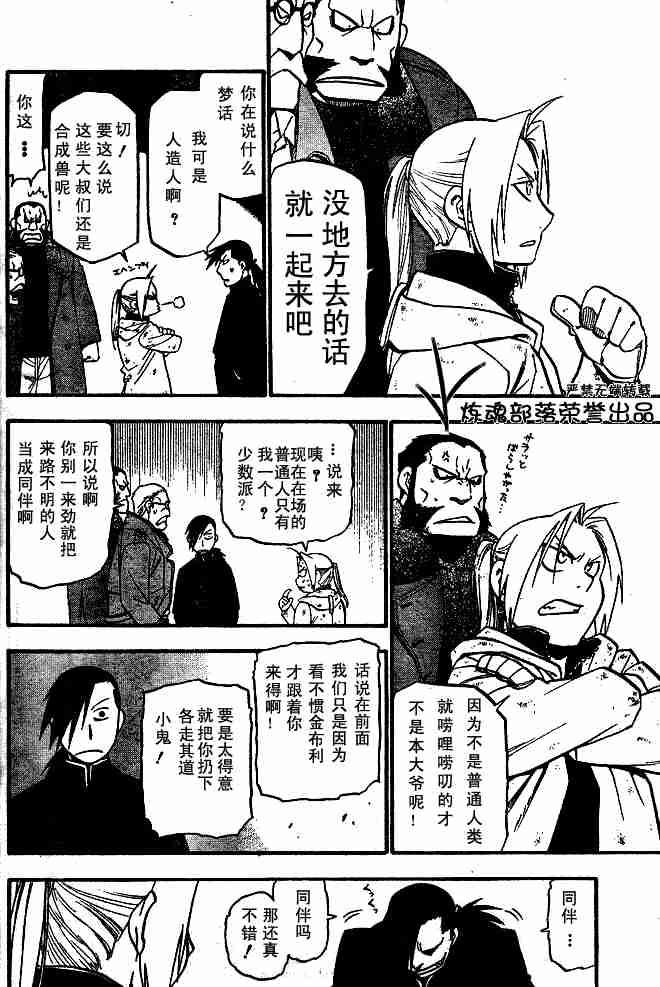 没地方去的话
就一起来吧
你在说什么
梦话
我可是
人造人啊？
切！
要这么说
这些大叔们还是
合成兽呢！
你这…
エヘンプイ
严禁无端转载
炼魂部落荣誉出品
因为不是普通人类
就唠哩唠叨的才
不是本大爷呢！
…说来
咦？
现在在场的
普通人只有
我一个？
少数派？
所以说啊
你别一来劲就把
来路不明的人
当成同伴啊
话说在前面
我们只是因为
看不惯金布利
才跟着你
来得啊！
要是太得意
就把你扔下
各走其道
小鬼！
同伴…
同伴吗
那还真
不错！